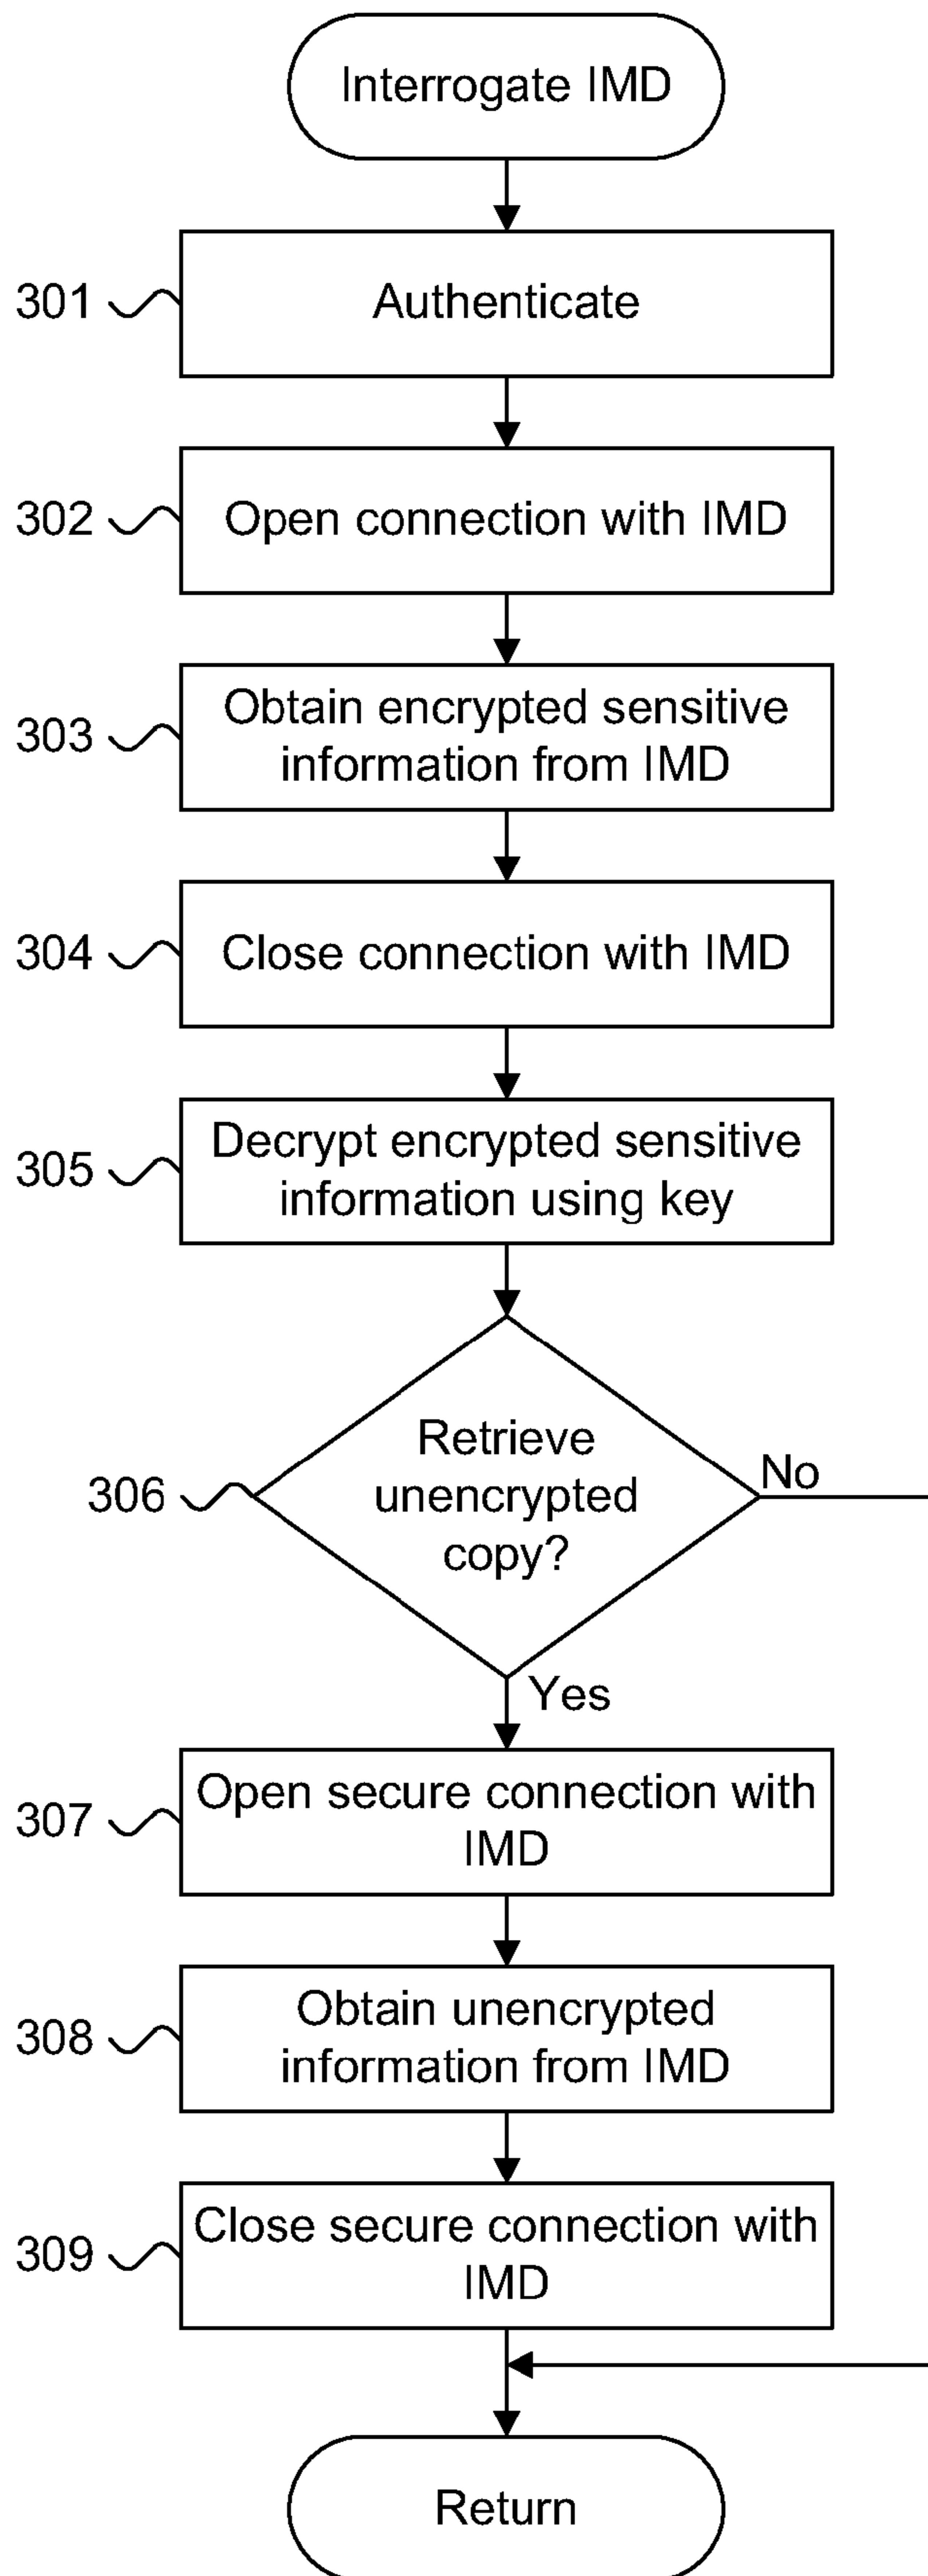 Interrogate IMD
301
Authenticate
302
Open connection with IMD
303
Obtain encrypted sensitive
information from IMD
304
Close connection with IMD
305
Decrypt encrypted sensitive
information using key
306
Retrieve
unencrypted
copy?
No
Yes
307
Open secure connection with
IMD
308
Obtain unencrypted
information from IMD
309
Close secure connection with
IMD
Return